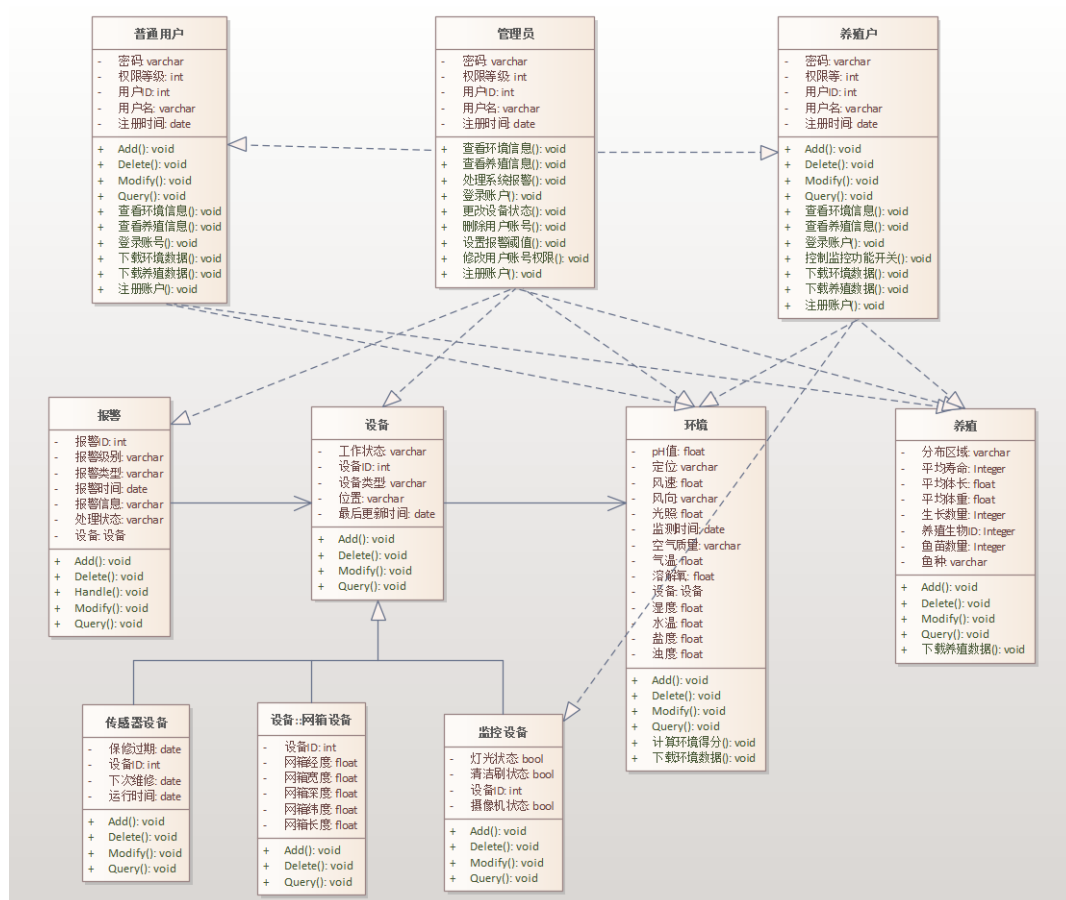 普通用户
- 密码: varchar
- 权限等级: int
- 用户ID: int
- 用户名: varchar
- 注册时间: date
+ Add(): void
+ Delete(): void
+ Modify(): void
+ Query(): void
+ 查看环境信息(): void
+ 查看养殖信息(): void
+ 登录账号(): void
+ 下载环境数据(): void
+ 下载养殖数据(): void
+ 注册账户(): void
管理员
- 密码: varchar
- 权限等级: int
- 用户ID: int
- 用户名: varchar
- 注册时间: date
+ 查看环境信息(): void
+ 查看养殖信息(): void
+ 处理系统报警(): void
+ 登录账户(): void
+ 更改设备状态(): void
+ 删除用户账号(): void
+ 设置报警阈值(): void
+ 修改用户账号权限(): void
+ 注册账户(): void
养殖户
- 密码: varchar
- 权限等: int
- 用户ID: int
- 用户名: varchar
- 注册时间: date
+ Add(): void
+ Delete(): void
+ Modify(): void
+ Query(): void
+ 查看环境信息(): void
+ 查看养殖信息(): void
+ 登录账户(): void
+ 控制监控功能开关(): void
+ 下载环境数据(): void
+ 下载养殖数据(): void
+ 注册账户(): void
报警
- 报警ID: int
- 报警级别: varchar
- 报警类型: varchar
- 报警时间: date
- 报警信息: varchar
- 处理状态: varchar
- 设备: 设备
+ Add(): void
+ Delete(): void
+ Handle(): void
+ Modify(): void
+ Query(): void
设备
- 工作状态: varchar
- 设备ID: int
- 设备类型: varchar
- 位置: varchar
- 最后更新时间: date
+ Add(): void
+ Delete(): void
+ Modify(): void
+ Query(): void
环境
- pH值: float
- 定位: varchar
- 风速: float
- 风向: varchar
- 光照: float
- 监测时间: date
- 空气质量: varchar
- 气温: float
- 溶解氧: float
- 设备: 设备
- 湿度: float
- 水温: float
- 盐度: float
- 浊度: float
+ Add(): void
+ Delete(): void
+ Modify(): void
+ Query(): void
+ 计算环境得分(): void
+ 下载环境数据(): void
养殖
- 分布区域: varchar
- 平均寿命: Integer
- 平均体长: float
- 平均体重: float
- 生长数量: Integer
- 养殖生物ID: Integer
- 鱼苗数量: Integer
- 鱼种: varchar
+ Add(): void
+ Delete(): void
+ Modify(): void
+ Query(): void
+ 下载养殖数据(): void
传感器设备
- 保修过期: date
- 设备ID: int
- 下次维修: date
- 运行时间: date
+ Add(): void
+ Delete(): void
+ Modify(): void
+ Query(): void
设备::网箱设备
- 设备ID: int
- 网箱经度: float
- 网箱宽度: float
- 网箱深度: float
- 网箱纬度: float
- 网箱长度: float
+ Add(): void
+ Delete(): void
+ Query(): void
监控设备
- 灯光状态: bool
- 清洁刷状态: bool
- 设备ID: int
- 摄像机状态: bool
+ Add(): void
+ Delete(): void
+ Modify(): void
+ Query(): void